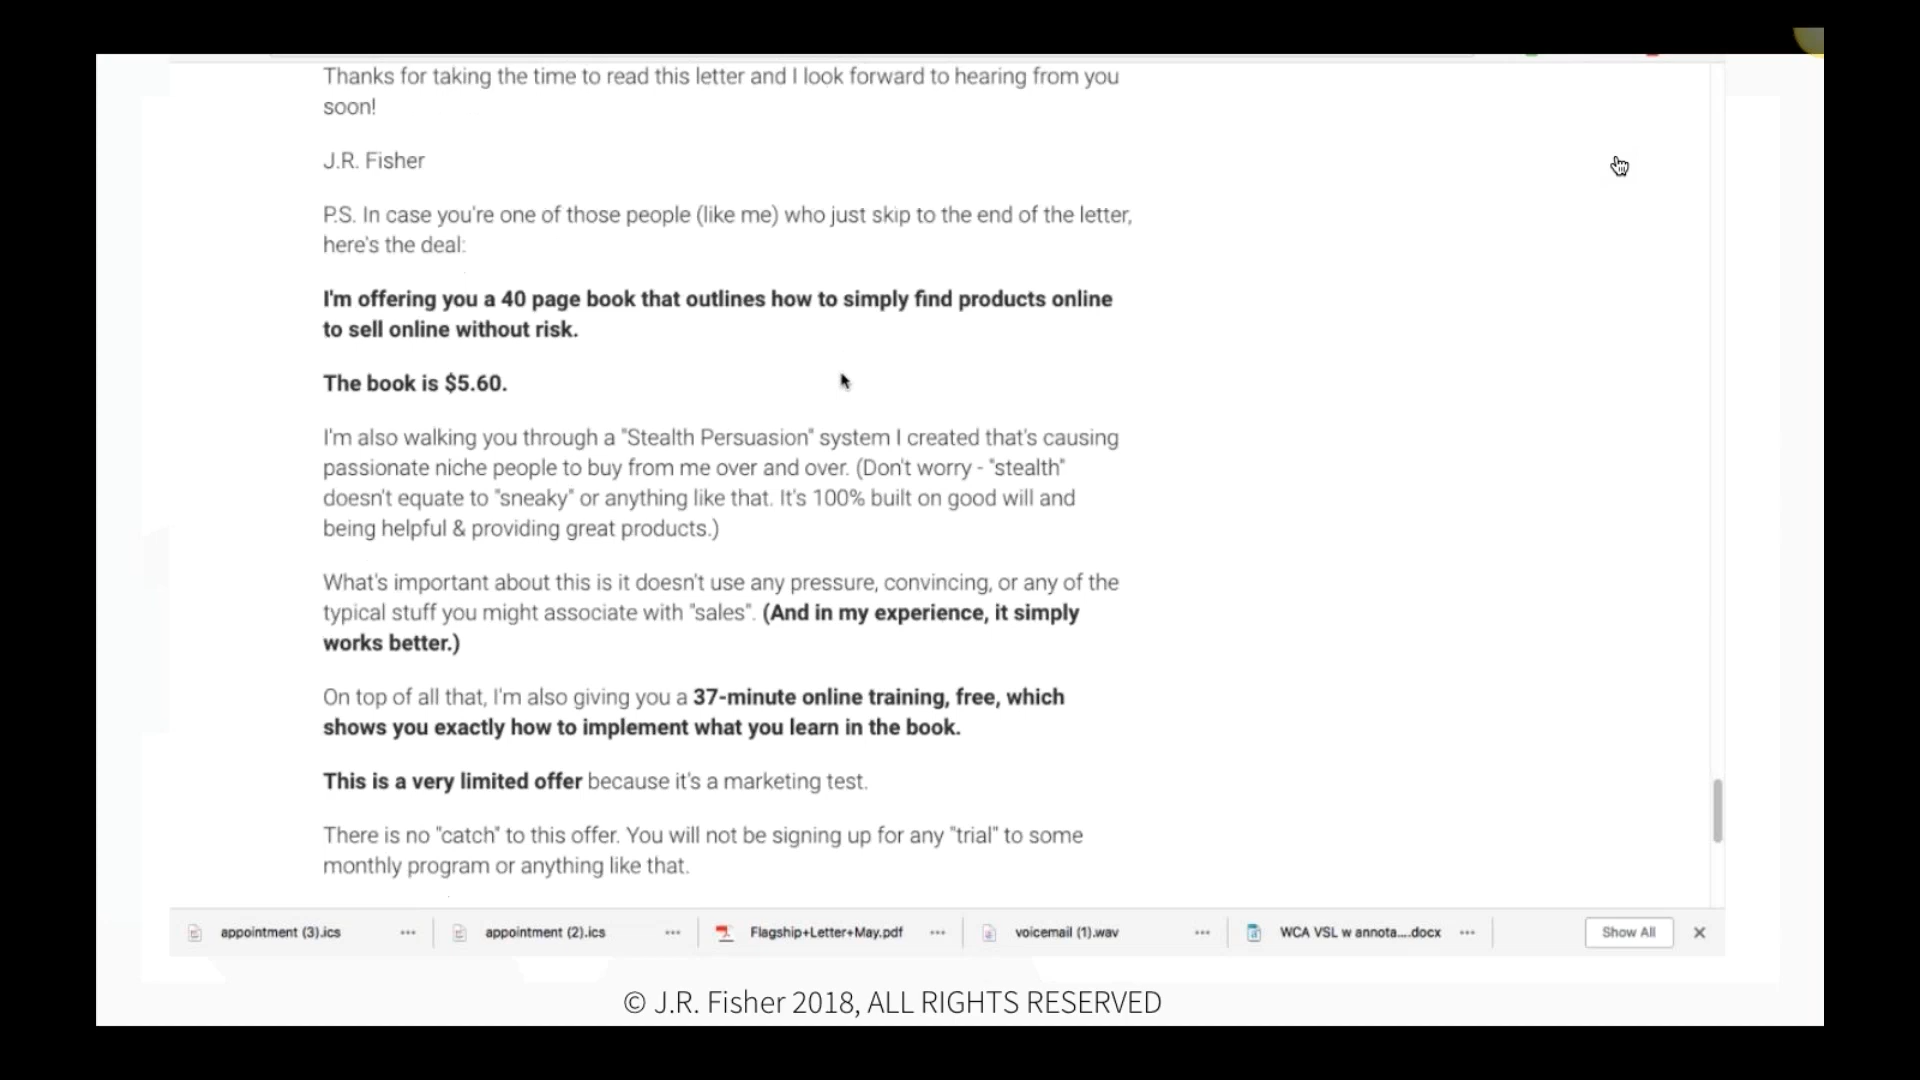 Thanks for taking the time to read this letter and I look forward to hearing from you
soon!
J.R. Fisher
P.S. In case you're one of those people (like me) who just skip to the end of the letter,
here's the deal:
I'm offering you a 40 page book that outlines how to simply find products online
to sell online without risk.
The book is $5.60.
I'm also walking you through a "Stealth Persuasion" system I created that's causing
passionate niche people to buy from me over and over. (Don't worry - "stealth"
doesn't equate to "sneaky" or anything like that. It's 100% built on good will and
being helpful & providing great products.)
What's important about this is it doesn't use any pressure, convincing, or any of the
typical stuff you might associate with "sales". (And in my experience, it simply
works better.)
On top of all that, I'm also giving you a 37-minute online training, free, which
shows you exactly how to implement what you learn in the book.
This is a very limited offer because it's a marketing test.
There is no "catch" to this offer. You will not be signing up for any "trial" to some
monthly program or anything like that.
appointment (3).ics appointment (2).ics Flagship+Letter+May.pdf voicemail (1).wav WCA VSL w annota....docx Show All
© J.R. Fisher 2018, ALL RIGHTS RESERVED